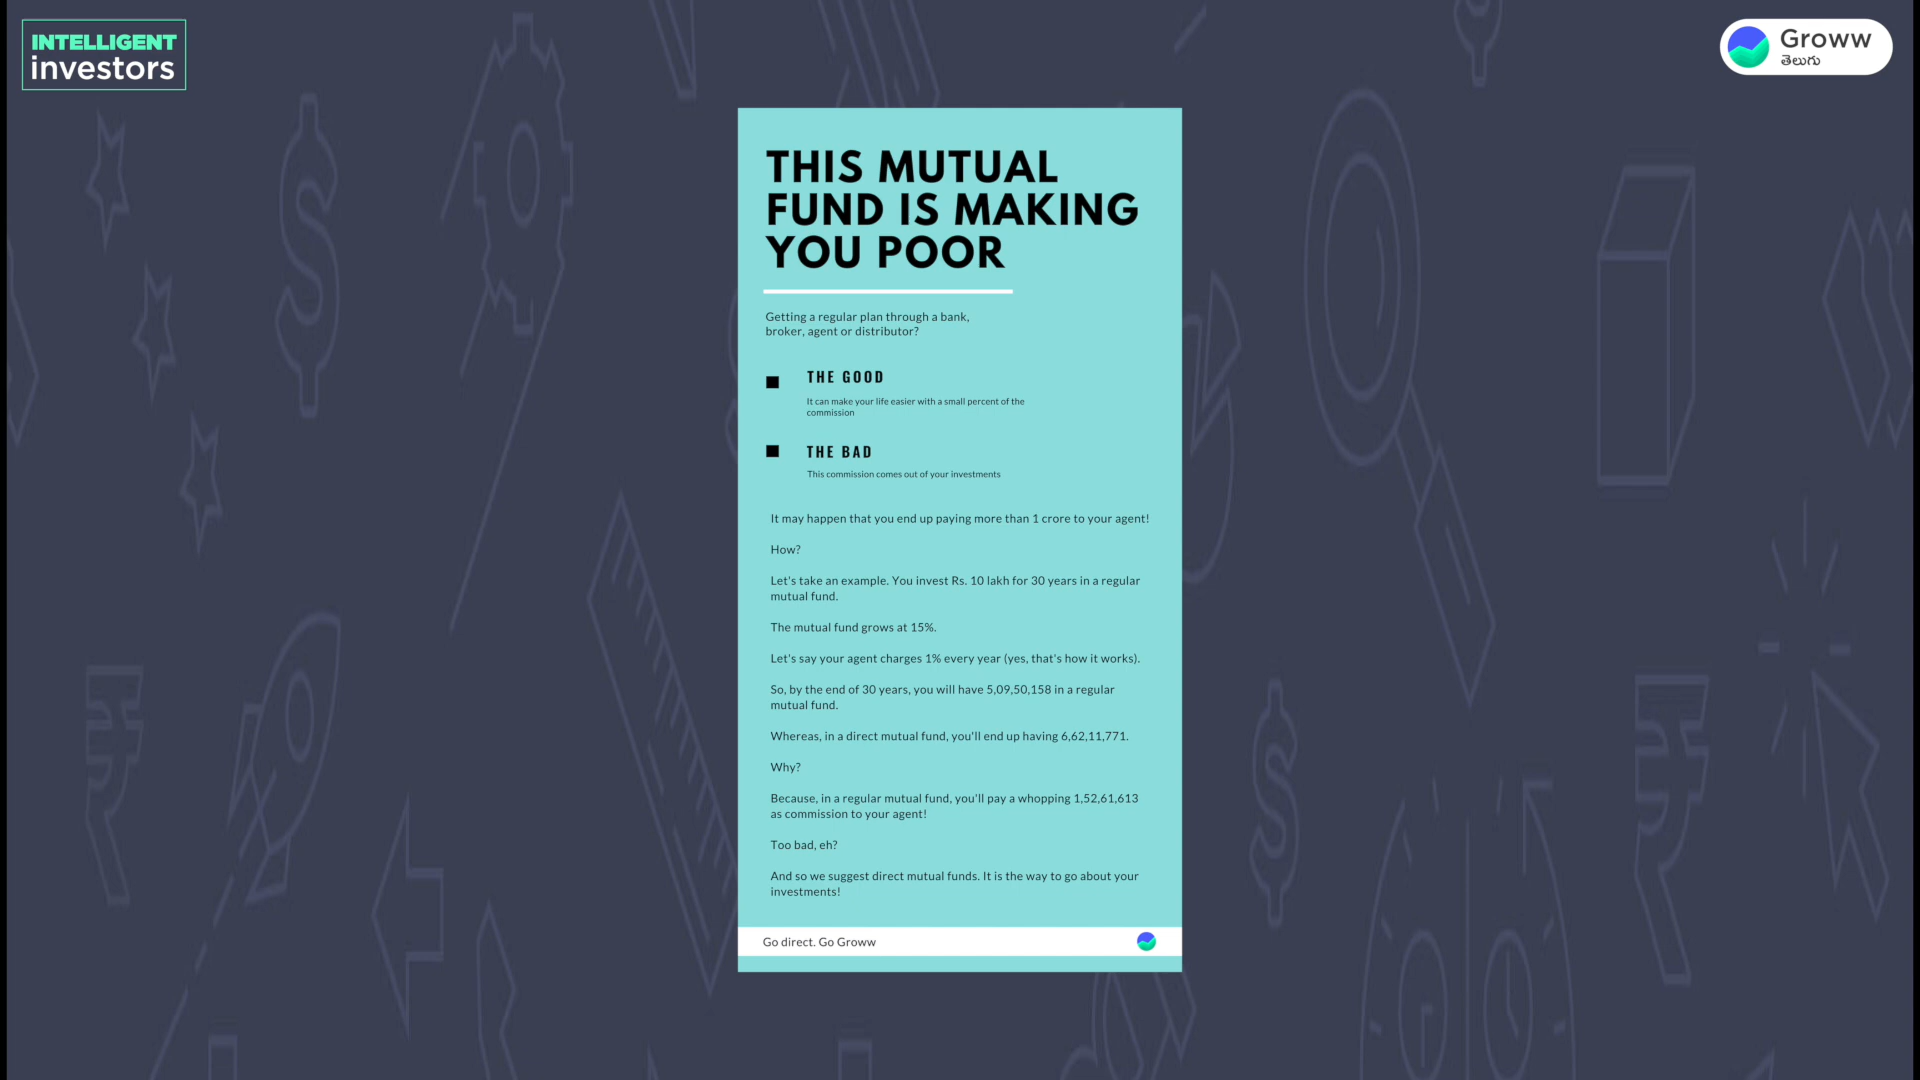 INTELLIGENT
investors
Groww
తెలుగు
THIS MUTUAL
FUND IS MAKING
YOU POOR
Getting a regular plan through a bank,
broker, agent or distributor?
THE GOOD
It can make your life easier with a small percent of the
commission
THE BAD
This commission comes out of your investments
It may happen that you end up paying more than 1 crore to your agent!
How?
Let's take an example. You invest Rs. 10 lakh for 30 years in a regular
mutual fund.
The mutual fund grows at 15%.
Let's say your agent charges 1% every year (yes, that's how it works).
So, by the end of 30 years, you will have 5,09,50,158 in a regular
mutual fund.
Whereas, in a direct mutual fund, you'll end up having 6,62,11,771.
Why?
Because, in a regular mutual fund, you'll pay a whopping 1,52,61,613
as commission to your agent!
Too bad, eh?
And so we suggest direct mutual funds. It is the way to go about your
investments!
Go direct. Go Groww